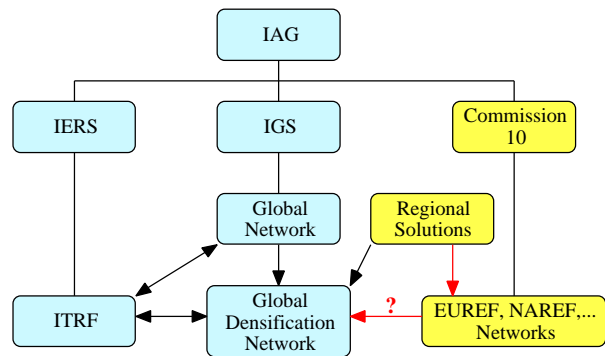 IAG
IERS
IGS
Commission
10
Global
Network
Regional
Solutions
ITRF
Global
Densification
Network
?
EUREF, NAREF,...
Networks